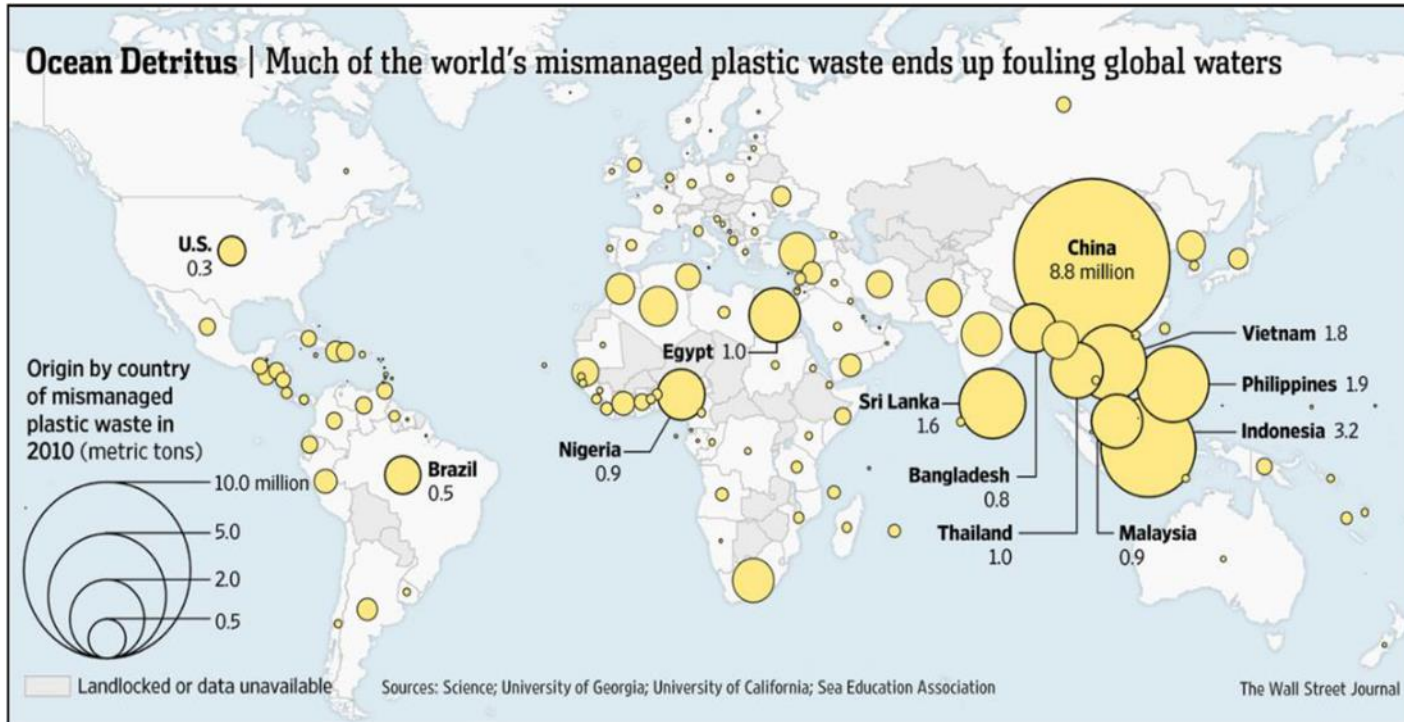 Ocean Detritus | Much of the world's mismanaged plastic waste ends up fouling global waters
U.S.
0.3
China
8.8 million
Egypt 1.0
Vietnam 1.8
Philippines 1.9
Sri Lanka
1.6
Indonesia 3.2
Nigeria
0.9
Bangladesh
0.8
Brazil
0.5
Thailand
1.0
Malaysia
0.9
Origin by country
of mismanaged
plastic waste in
2010 (metric tons)
10.0 million
5.0
2.0
0.5
Landlocked or data unavailable
Sources: Science; University of Georgia; University of California; Sea Education Association
The Wall Street Journal